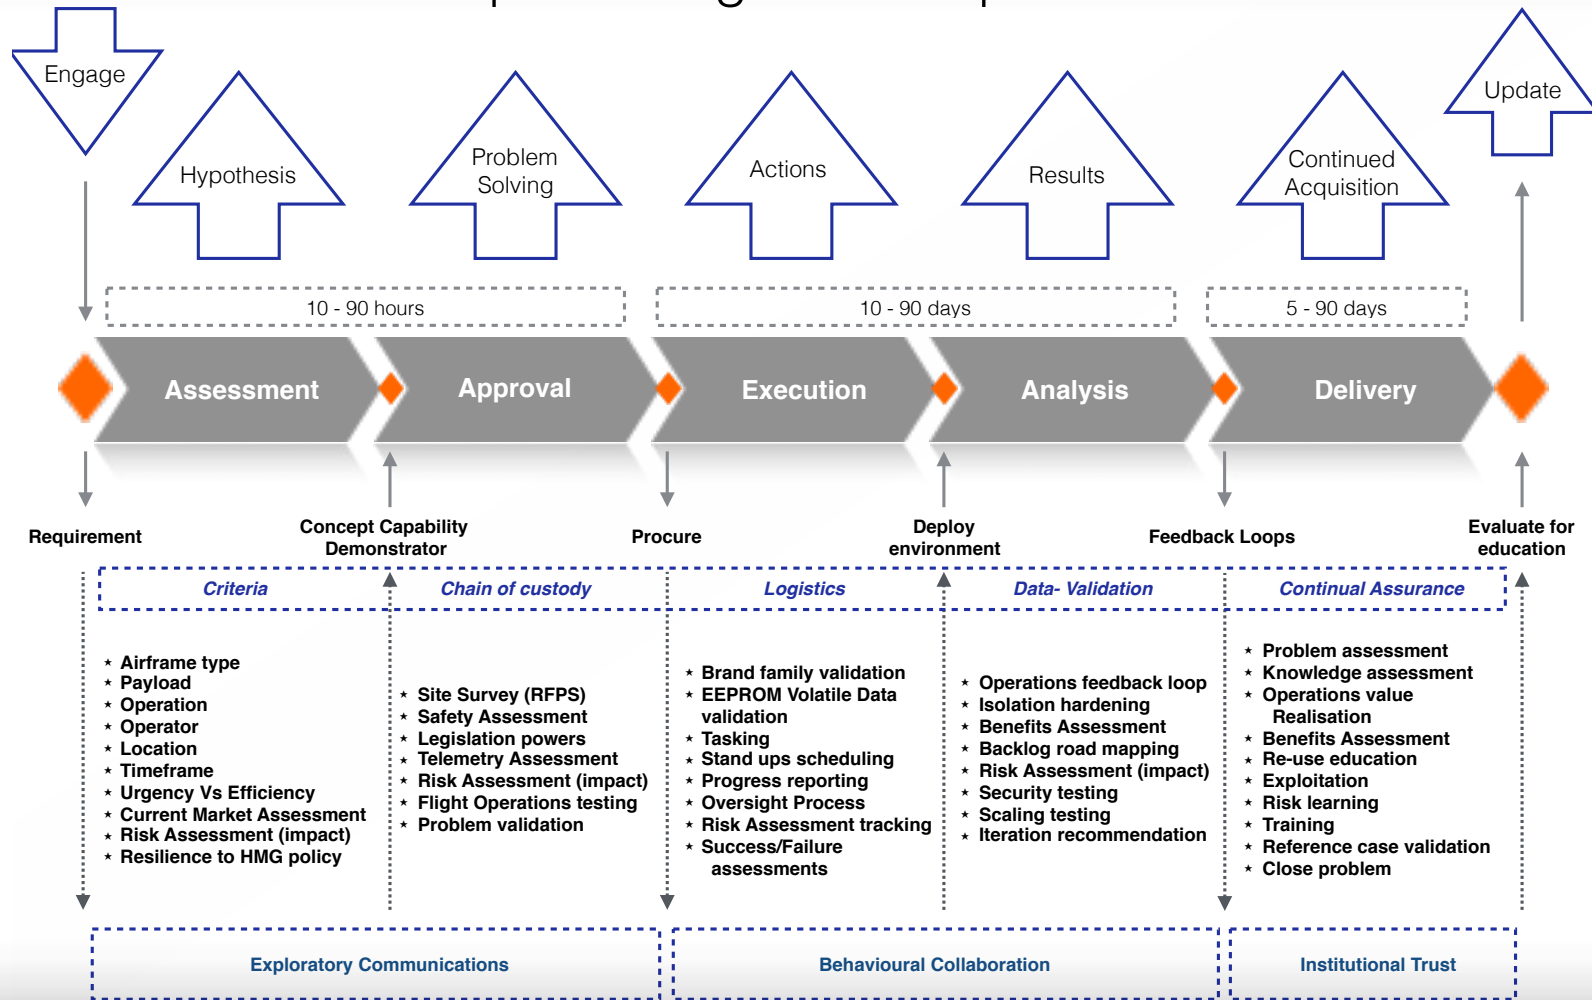 Engage
Hypothesis
Problem
Solving
Actions
Results
Continued
Acquisition
Update
10 - 90 hours
10 - 90 days
5 - 90 days
Assessment
Approval
Execution
Analysis
Delivery
Requirement
Concept Capability
Demonstrator
Procure
Deploy
environment
Feedback Loops
Evaluate for
education
Criteria
Chain of custody
Logistics
Data- Validation
Continual Assurance
Airframe type
Payload
Operation
Operator
Location
Timeframe
Urgency Vs Efficiency
Current Market Assessment
Risk Assessment (impact)
Resilience to HMG policy
Site Survey (RFPS)
Safety Assessment
Legislation powers
Telemetry Assessment
Risk Assessment (impact)
Flight Operations testing
Problem validation
Brand family validation
EEPROM Volatile Data
validation
Tasking
Stand ups scheduling
Progress reporting
Oversight Process
Risk Assessment tracking
Success/Failure
assessments
Operations feedback loop
Isolation hardening
Benefits Assessment
Backlog road mapping
Risk Assessment (impact)
Security testing
Scaling testing
Iteration recommendation
Problem assessment
Knowledge assessment
Operations value
Realisation
Benefits Assessment
Re-use education
Exploitation
Risk learning
Training
Reference case validation
Close problem
Exploratory Communications
Behavioural Collaboration
Institutional Trust